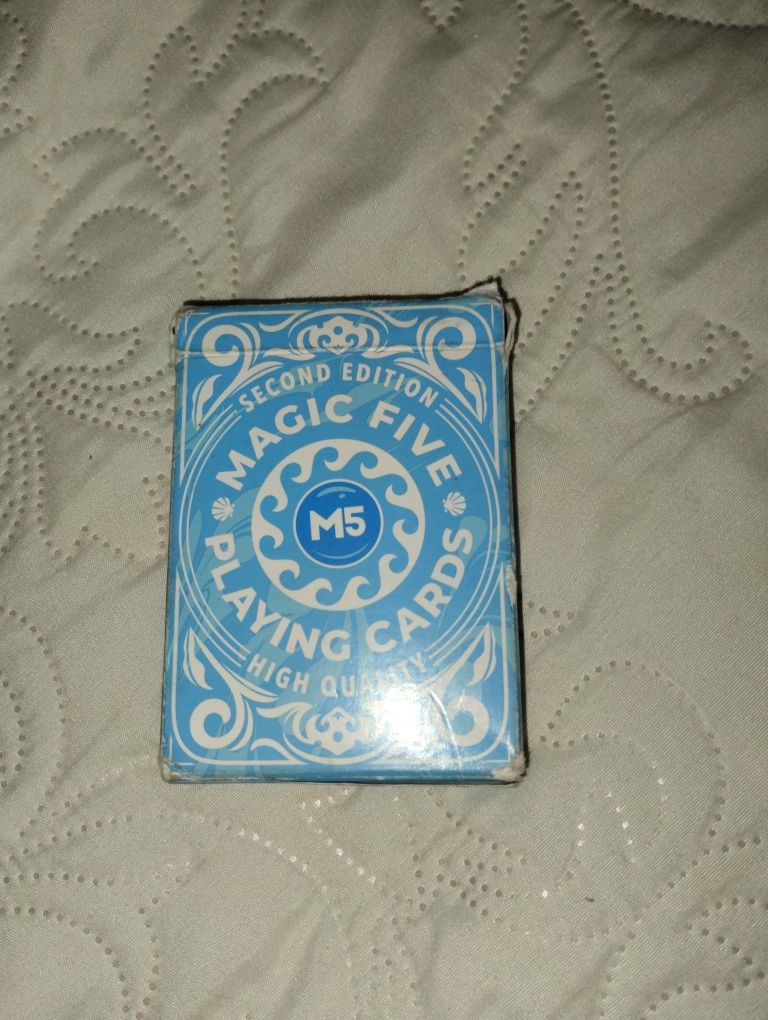 SECOND EDITION
MAGIC FIVE
M5
PLAYING CARDS
HIGH QUALITY